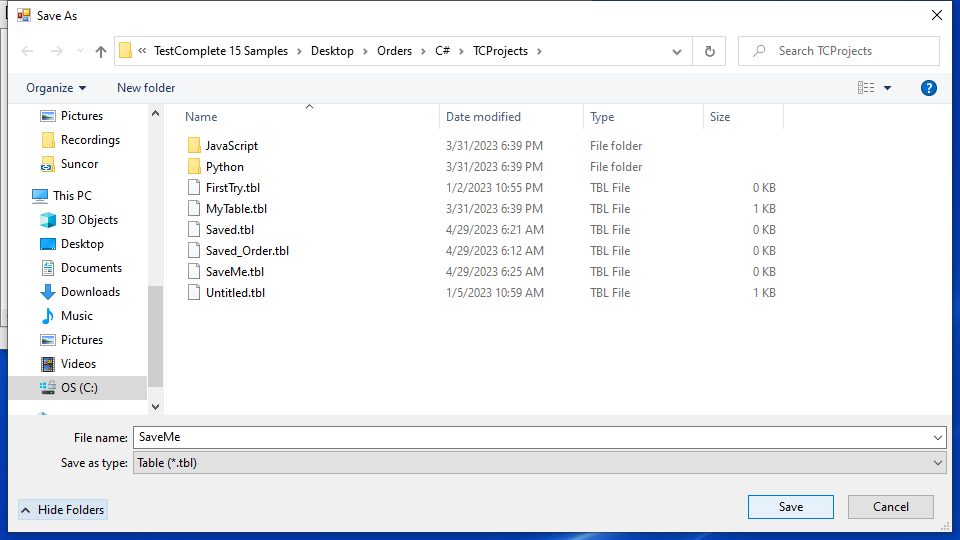 Save As
« TestComplete 15 Samples > Desktop > Orders > C# > TCProjects >
Search TCProjects
Organize
New folder
?
Pictures
Recordings
Suncor
This PC
3D Objects
Desktop
Documents
Downloads
Music
Pictures
Videos
OS (C:)
Name Date modified Type Size
JavaScript 3/31/2023 6:39 PM File folder
Python 3/31/2023 6:39 PM File folder
FirstTry.tbl 1/2/2023 10:55 PM TBL File 0 KB
MyTable.tbl 3/31/2023 6:39 PM TBL File 1 KB
Saved.tbl 4/29/2023 6:21 AM TBL File 0 KB
Saved_Order.tbl 4/29/2023 6:12 AM TBL File 0 KB
SaveMe.tbl 4/29/2023 6:25 AM TBL File 0 KB
Untitled.tbl 1/5/2023 10:59 AM TBL File 1 KB
File name: SaveMe
Save as type: Table (*.tbl)
Hide Folders
Save
Cancel